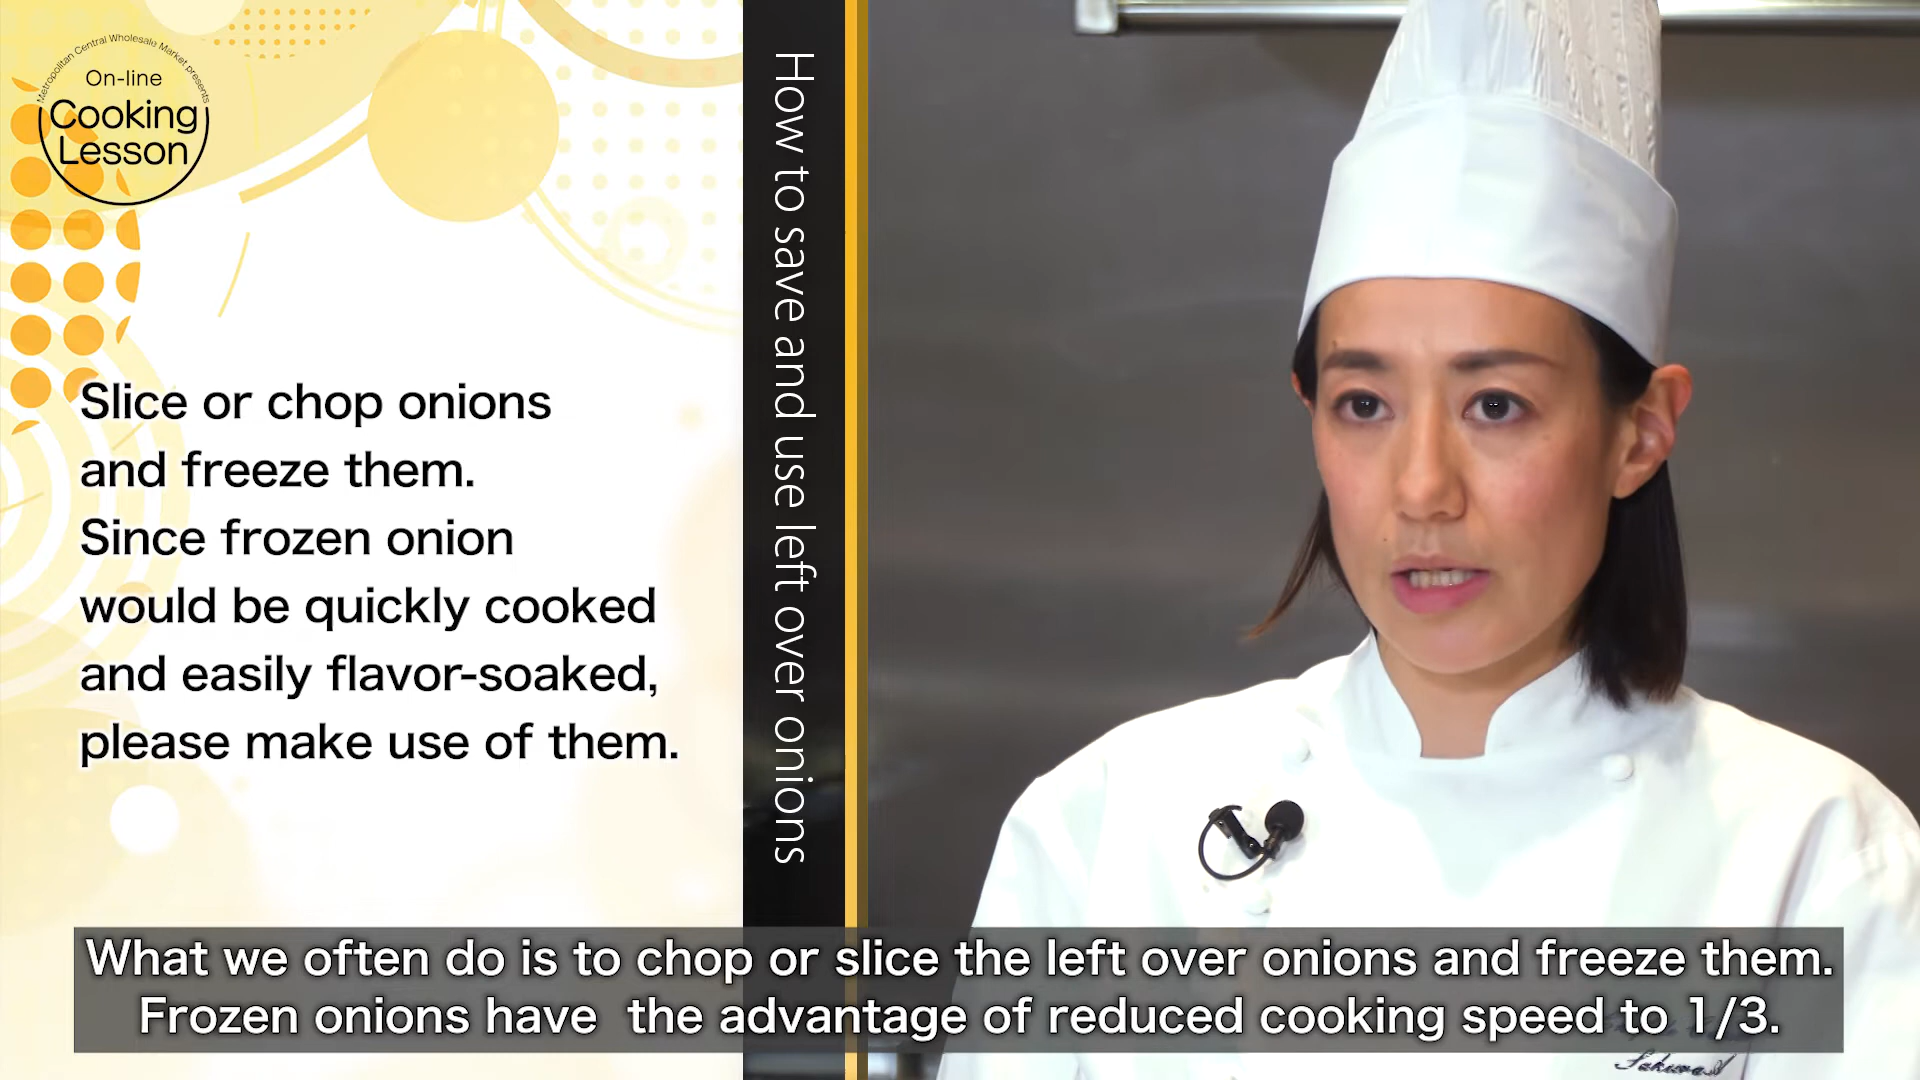 Metropolitan Central Wholesale Market presents
On-line
Cooking
Lesson
How to save and use left over onions
Slice or chop onions
and freeze them.
Since frozen onion
would be quickly cooked
and easily flavor-soaked,
please make use of them.
What we often do is to chop or slice the left over onions and freeze them.
Frozen onions have  the advantage of reduced cooking speed to 1/3.